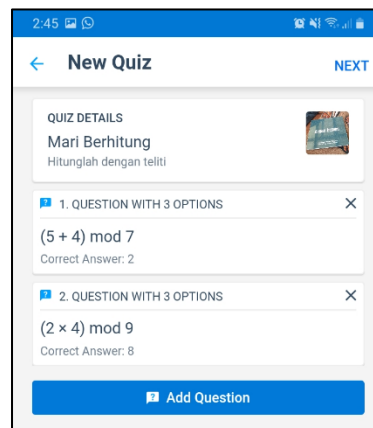 2:45
← New Quiz
NEXT
QUIZ DETAILS
Mari Berhitung
Hitunglah dengan teliti
1. QUESTION WITH 3 OPTIONS
(5 + 4) mod 7
Correct Answer: 2
2. QUESTION WITH 3 OPTIONS
(2 × 4) mod 9
Correct Answer: 8
Add Question